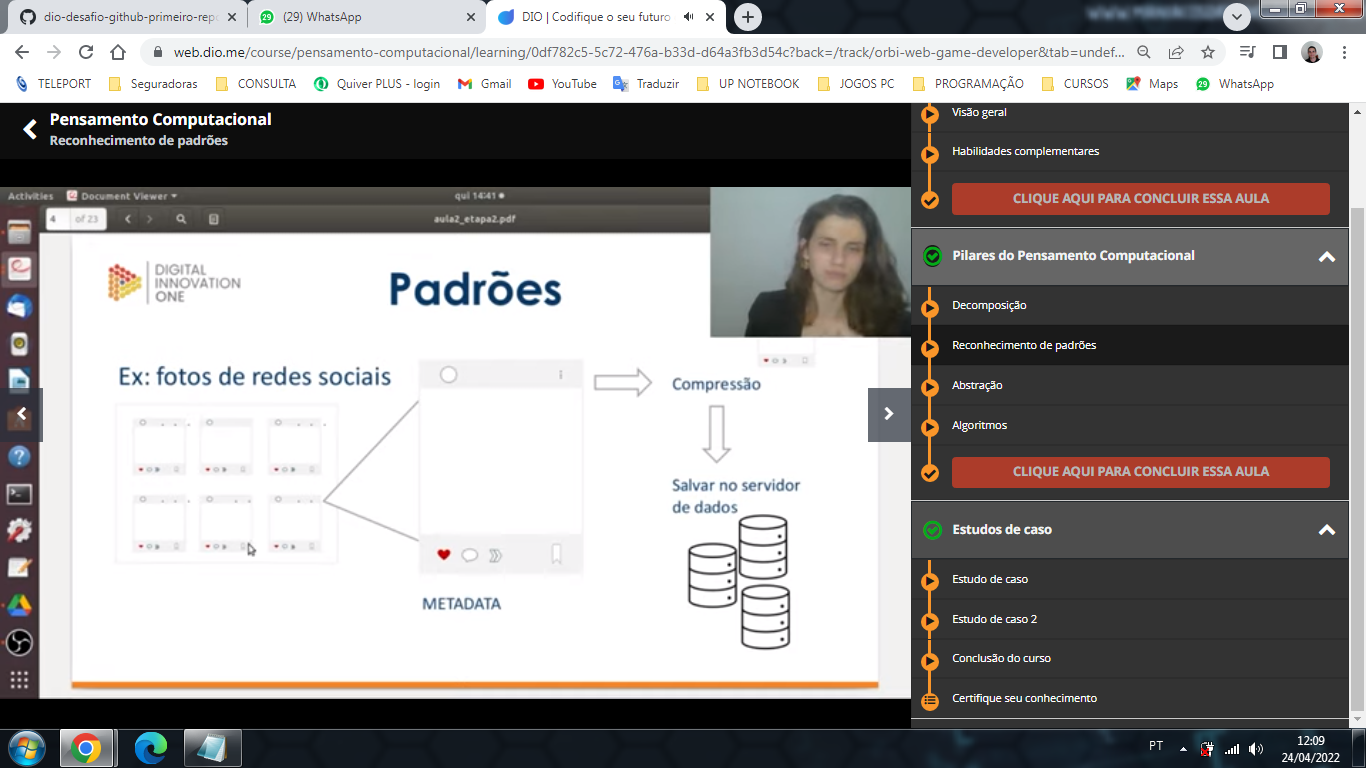 dio-desafio-github-primeiro-repo
(29) WhatsApp
DIO | Codifique o seu futuro
web.dio.me/course/pensamento-computacional/learning/0df782c5-5c72-476a-b33d-d64a3fb3d54c?back=/track/orbi-web-game-developer&tab=undef...
TELEPORT
Seguradoras
CONSULTA
Quiver PLUS - login
Gmail
YouTube
Traduzir
UP NOTEBOOK
JOGOS PC
PROGRAMAÇÃO
CURSOS
Maps
29
WhatsApp
Pensamento Computacional
Reconhecimento de padrões
Activities
Document Viewer
qui 14:41
4 of 23
aula2_etapa2.pdf
DIGITAL
INNOVATION
ONE
Padrões
Ex: fotos de redes sociais
METADATA
Compressão
Salvar no servidor
de dados
Visão geral
Habilidades complementares
CLIQUE AQUI PARA CONCLUIR ESSA AULA
Pilares do Pensamento Computacional
Decomposição
Reconhecimento de padrões
Abstração
Algoritmos
CLIQUE AQUI PARA CONCLUIR ESSA AULA
Estudos de caso
Estudo de caso
Estudo de caso 2
Conclusão do curso
Certifique seu conhecimento
PT
12:09
24/04/2022